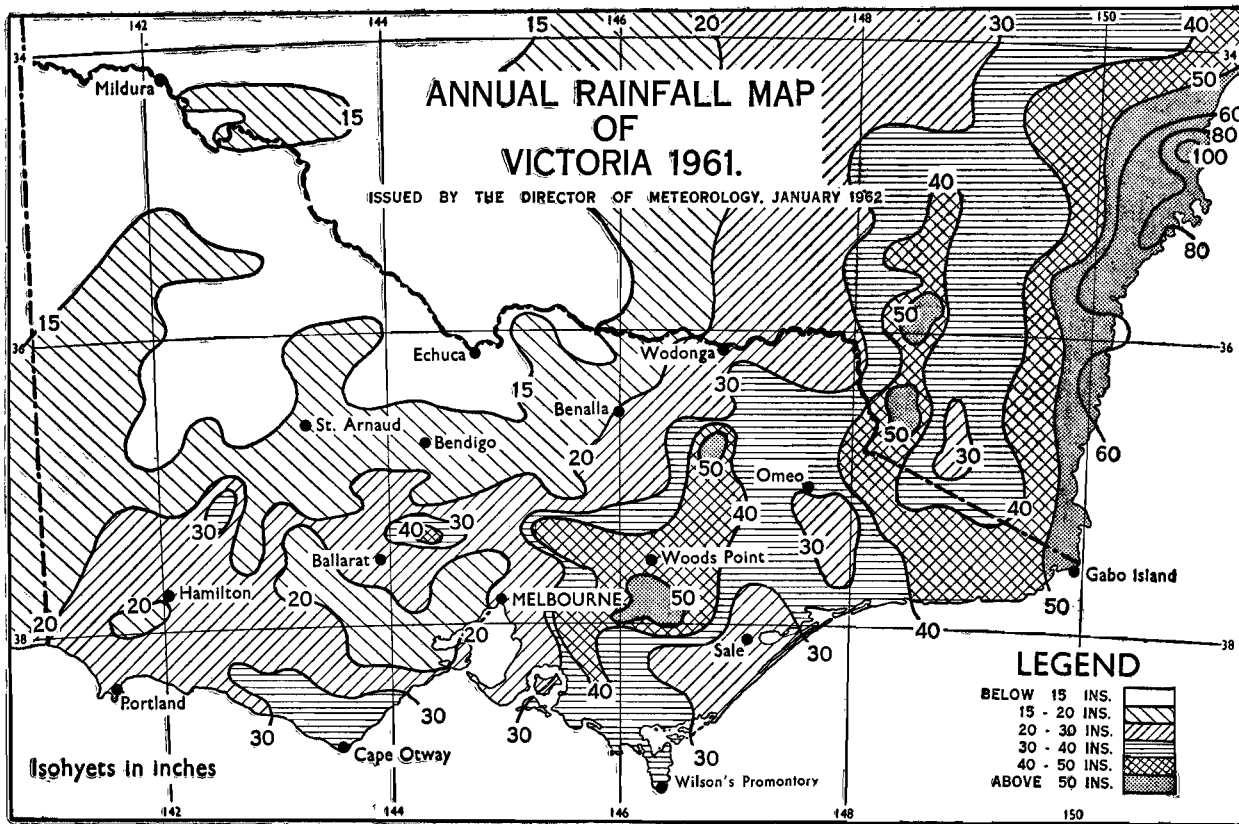 142 144 15 146 20 148 30 150 40
34 34
Mildura
15
ANNUAL RAINFALL MAP
OF
VICTORIA 1961.
ISSUED BY THE DIRECTOR OF METEOROLOGY, JANUARY 1962
50
60
80
100
40
80
15
50
36 36
Echuca
Wodonga
15
30
Benalla
St. Arnaud
Bendigo
20
50
30
60
50
Omeo
30
40
30
40
40
30
Ballarat
Woods Point
Gabo Island
Hamilton
MELBOURNE
20
20
50
50
20
20
38 38
Sale
30
40
LEGEND
Portland
40
30
30
30
30
Cape Otway
Wilson's Promontory
Isohyets in Inches
BELOW 15 INS.
15 - 20 INS.
20 - 30 INS.
30 - 40 INS.
40 - 50 INS.
ABOVE 50 INS.
142 144 146 148 150